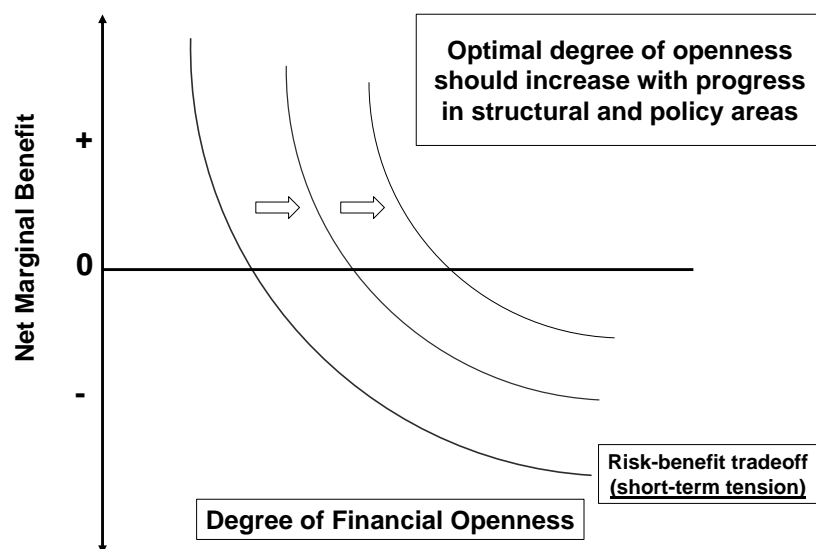 Optimal degree of openness
should increase with progress
in structural and policy areas
Net Marginal Benefit
+
0
-
Risk-benefit tradeoff
(short-term tension)
Degree of Financial Openness